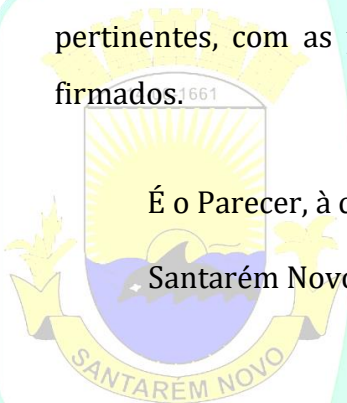 pertinentes, com as
firmados.
1661
É o Parecer, à
Santarém Novo
SANTARÉM NOVO